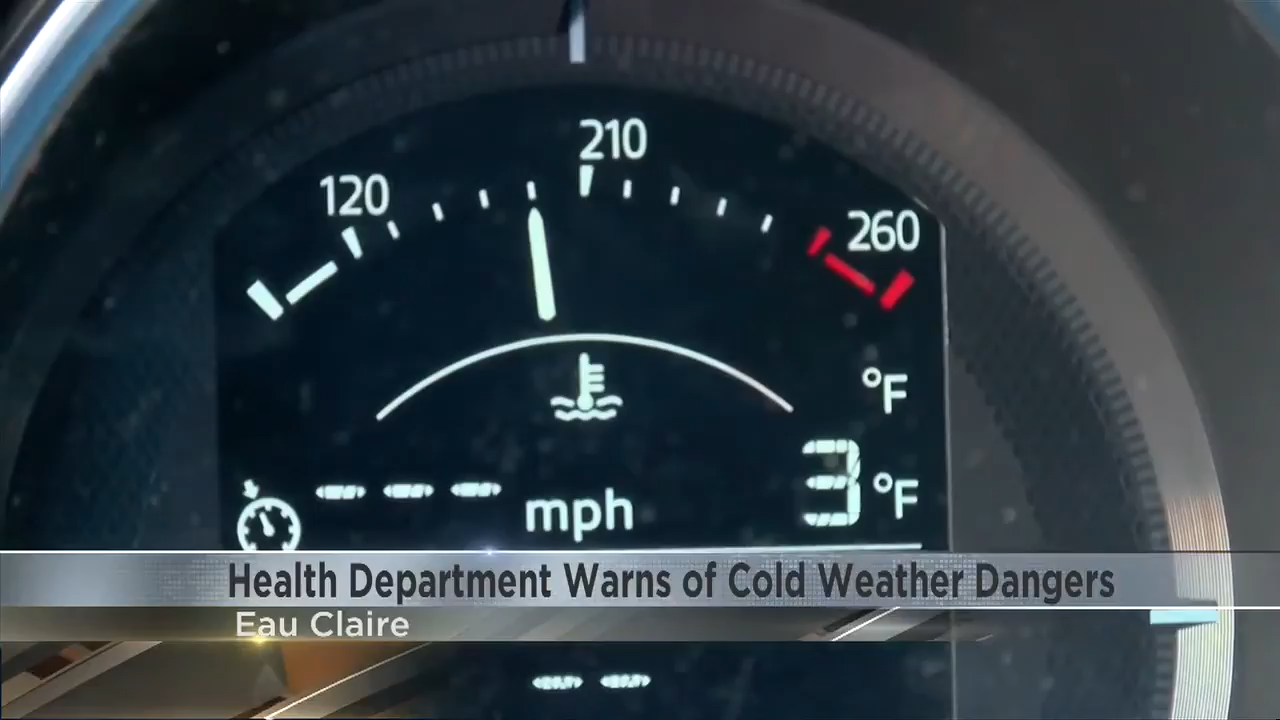 210
120
260
°F
--- mph
3 °F
Health Department Warns of Cold Weather Dangers
Eau Claire
--